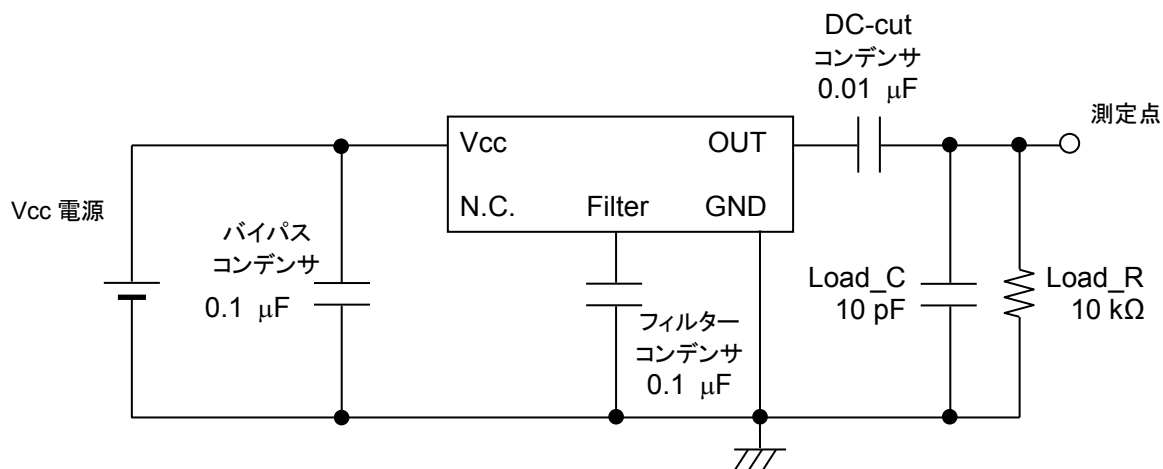 DC-cut
コンデンサ
0.01 μF
測定点
Vcc
OUT
N.C.
Filter
GND
Vcc 電源
バイパス
コンデンサ
0.1 μF
フィルター
コンデンサ
0.1 μF
Load_C
10 pF
Load_R
10 kΩ